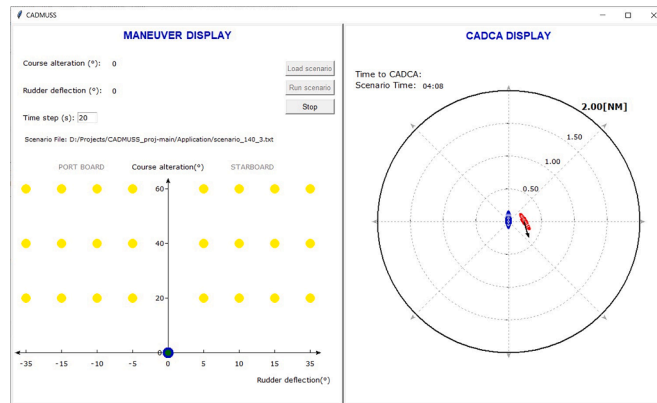 CADMUSS
MANEUVER DISPLAY
Course alteration (°): 0
Load scenario
Rudder deflection (°): 0
Run scenario
Time step (s): 20
Stop
Scenario File: D:/Projects/CADMUSS_proj-main/Application/scenario_140_3.txt
PORT BOARD Course alteration(°) STARBOARD
60
40
20
0
-35 -15 -10 -5 0 5 10 15 35
Rudder deflection(°)
CADCA DISPLAY
Time to CADCA:
Scenario Time: 04:08
2.00[NM]
1.50
1.00
0.50